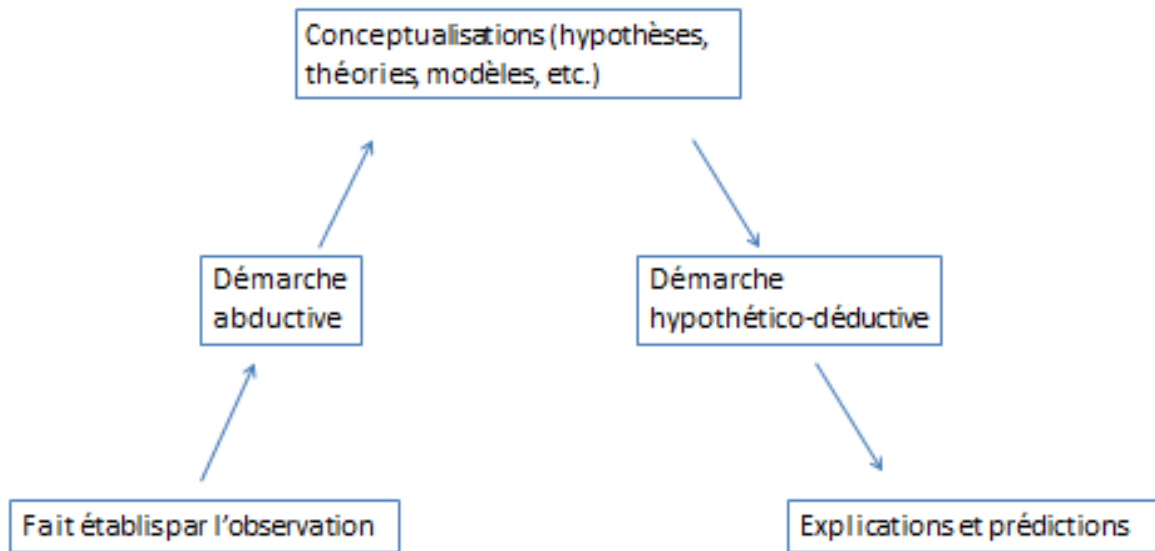 Conceptualisations (hypothèses,
théories, modèles, etc.)
Démarche
abductive
Démarche
hypothético-déductive
Fait établispar l’observation
Explications et prédictions